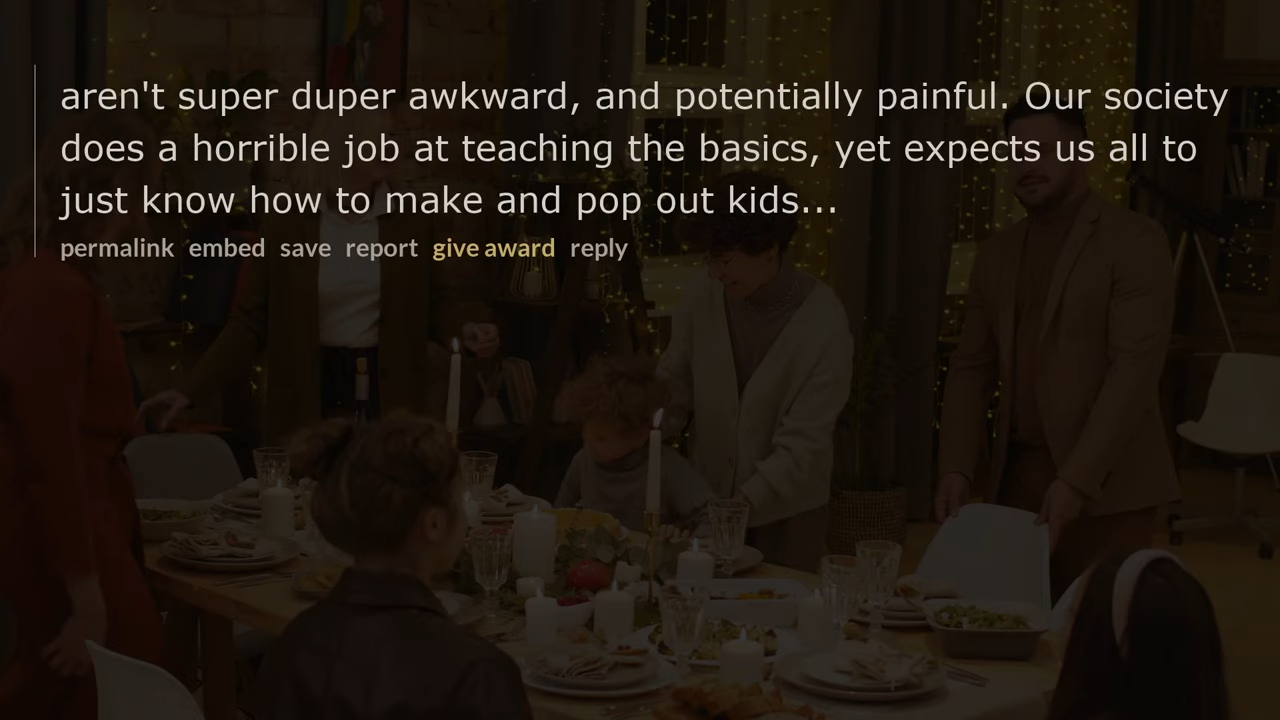 aren't super duper awkward, and potentially painful. Our society
does a horrible job at teaching the basics, yet expects us all to
just know how to make and pop out kids...
permalink embed save report give award reply